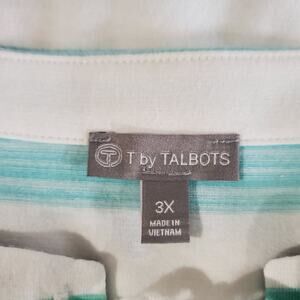 T by TALBOTS
3X
MADE IN
VIETNAM